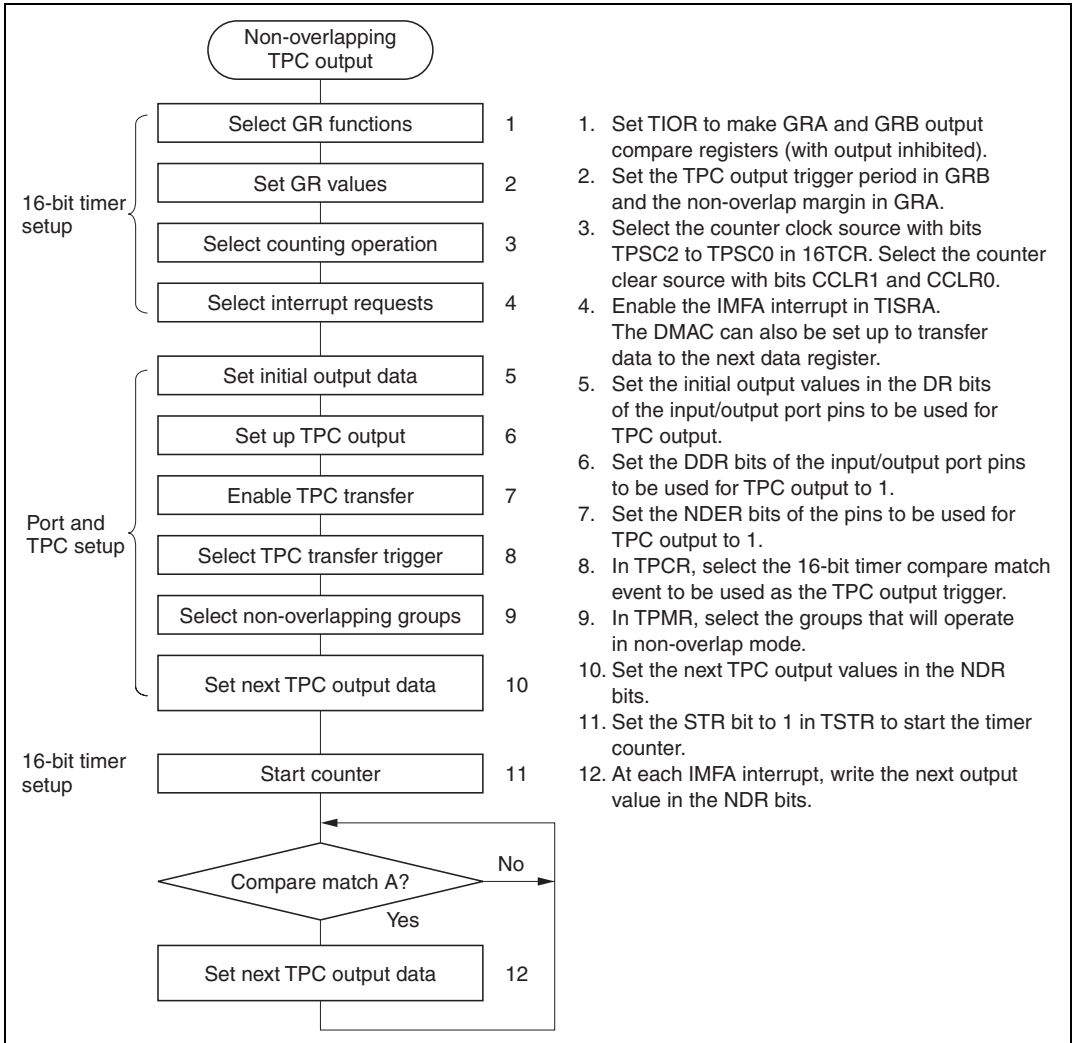 Non-overlapping
TPC output
16-bit timer
setup
Select GR functions 1
Set GR values 2
Select counting operation 3
Select interrupt requests 4
Port and
TPC setup
Set initial output data 5
Set up TPC output 6
Enable TPC transfer 7
Select TPC transfer trigger 8
Select non-overlapping groups 9
Set next TPC output data 10
16-bit timer
setup
Start counter 11
Compare match A?
No
Yes
Set next TPC output data 12
1. Set TIOR to make GRA and GRB output
compare registers (with output inhibited).
2. Set the TPC output trigger period in GRB
and the non-overlap margin in GRA.
3. Select the counter clock source with bits
TPSC2 to TPSC0 in 16TCR. Select the counter
clear source with bits CCLR1 and CCLR0.
4. Enable the IMFA interrupt in TISRA.
The DMAC can also be set up to transfer
data to the next data register.
5. Set the initial output values in the DR bits
of the input/output port pins to be used for
TPC output.
6. Set the DDR bits of the input/output port pins
to be used for TPC output to 1.
7. Set the NDER bits of the pins to be used for
TPC output to 1.
8. In TPCR, select the 16-bit timer compare match
event to be used as the TPC output trigger.
9. In TPMR, select the groups that will operate
in non-overlap mode.
10. Set the next TPC output values in the NDR
bits.
11. Set the STR bit to 1 in TSTR to start the timer
counter.
12. At each IMFA interrupt, write the next output
value in the NDR bits.